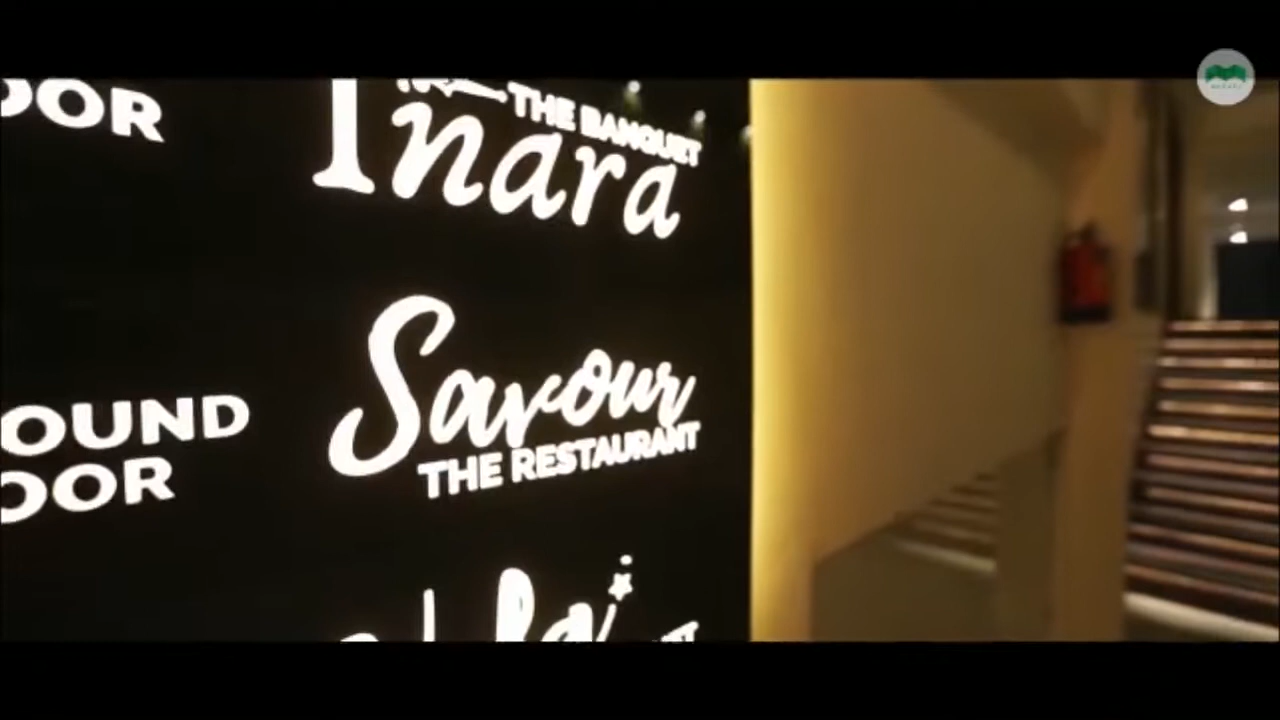 OOR
THE BANQUET
Inara
Savour
THE RESTAURANT
OUND
OOR